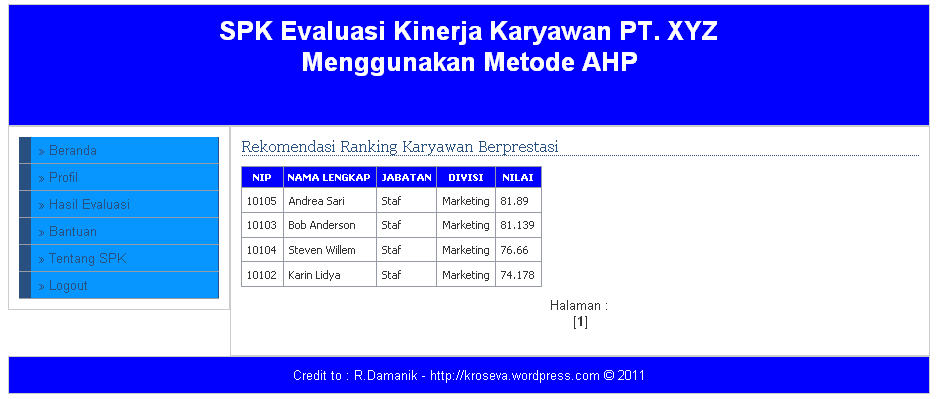 SPK Evaluasi Kinerja Karyawan PT. XYZ
Menggunakan Metode AHP
» Beranda
» Profil
» Hasil Evaluasi
» Bantuan
» Tentang SPK
» Logout
Rekomendasi Ranking Karyawan Berprestasi
NIP NAMA LENGKAP JABATAN DIVISI NILAI
10105 Andrea Sari Staf Marketing 81.89
10103 Bob Anderson Staf Marketing 81.139
10104 Steven Willem Staf Marketing 76.66
10102 Karin Lidya Staf Marketing 74.178
Halaman :
[1]
Credit to : R.Damanik - http://kroseva.wordpress.com © 2011